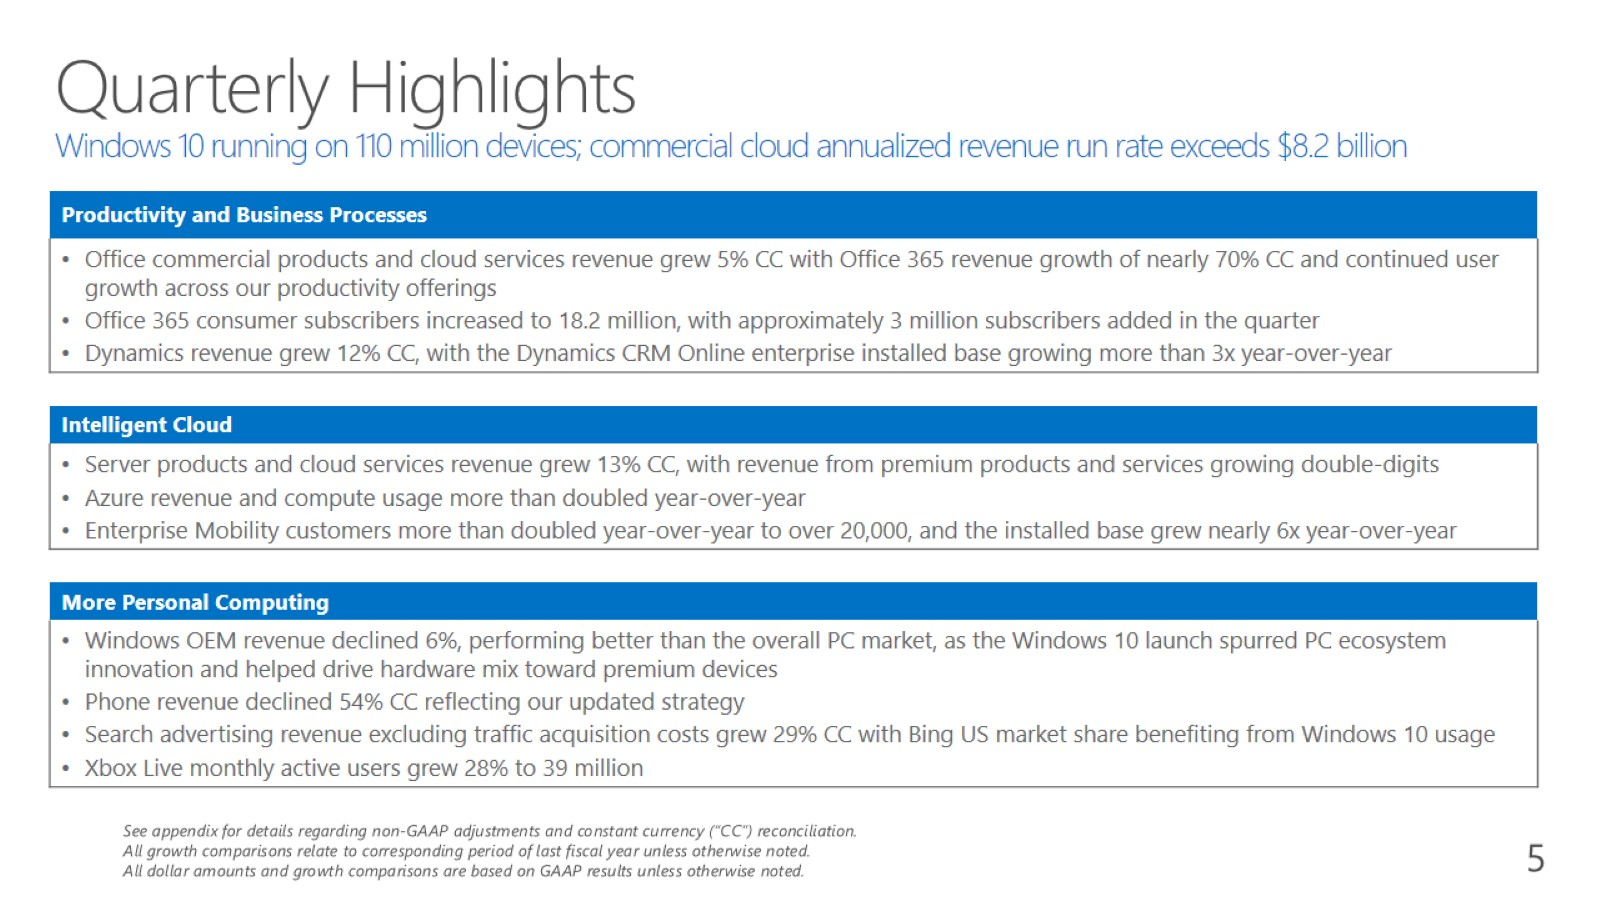 Quarterly Highlights
Windows 10 running on 110 million devices; commercial cloud annualized revenue run rate exceeds $8.2 billion
Productivity and Business Processes
• Office commercial products and cloud services revenue grew 5% CC with Office 365 revenue growth of nearly 70% CC and continued user
growth across our productivity offerings
• Office 365 consumer subscribers increased to 18.2 million, with approximately 3 million subscribers added in the quarter
• Dynamics revenue grew 12% CC, with the Dynamics CRM Online enterprise installed base growing more than 3x year-over-year
Intelligent Cloud
• Server products and cloud services revenue grew 13% CC, with revenue from premium products and services growing double-digits
• Azure revenue and compute usage more than doubled year-over-year
• Enterprise Mobility customers more than doubled year-over-year to over 20,000, and the installed base grew nearly 6x year-over-year
More Personal Computing
• Windows OEM revenue declined 6%, performing better than the overall PC market, as the Windows 10 launch spurred PC ecosystem
innovation and helped drive hardware mix toward premium devices
• Phone revenue declined 54% CC reflecting our updated strategy
• Search advertising revenue excluding traffic acquisition costs grew 29% CC with Bing US market share benefiting from Windows 10 usage
• Xbox Live monthly active users grew 28% to 39 million
See appendix for details regarding non-GAAP adjustments and constant currency ("CC") reconciliation.
All growth comparisons relate to corresponding period of last fiscal year unless otherwise noted.
All dollar amounts and growth comparisons are based on GAAP results unless otherwise noted.
5